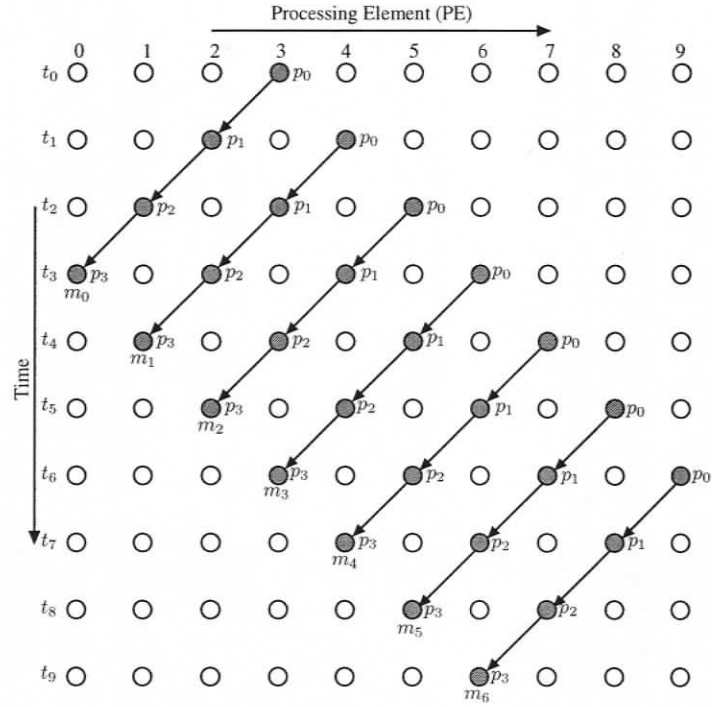 Processing Element (PE)
0 1 2 3 4 5 6 7 8 9
t₀ p₀
t₁ p₁ p₀
t₂ p₂ p₁ p₀
t₃ p₃ p₂ p₁ p₀
m₀
t₄ p₃ p₂ p₁ p₀
m₁
t₅ p₃ p₂ p₁ p₀
m₂
t₆ p₃ p₂ p₁ p₀
m₃
t₇ p₃ p₂ p₁
m₄
t₈ p₃ p₂
m₅
t₉ p₃
m₆
Time